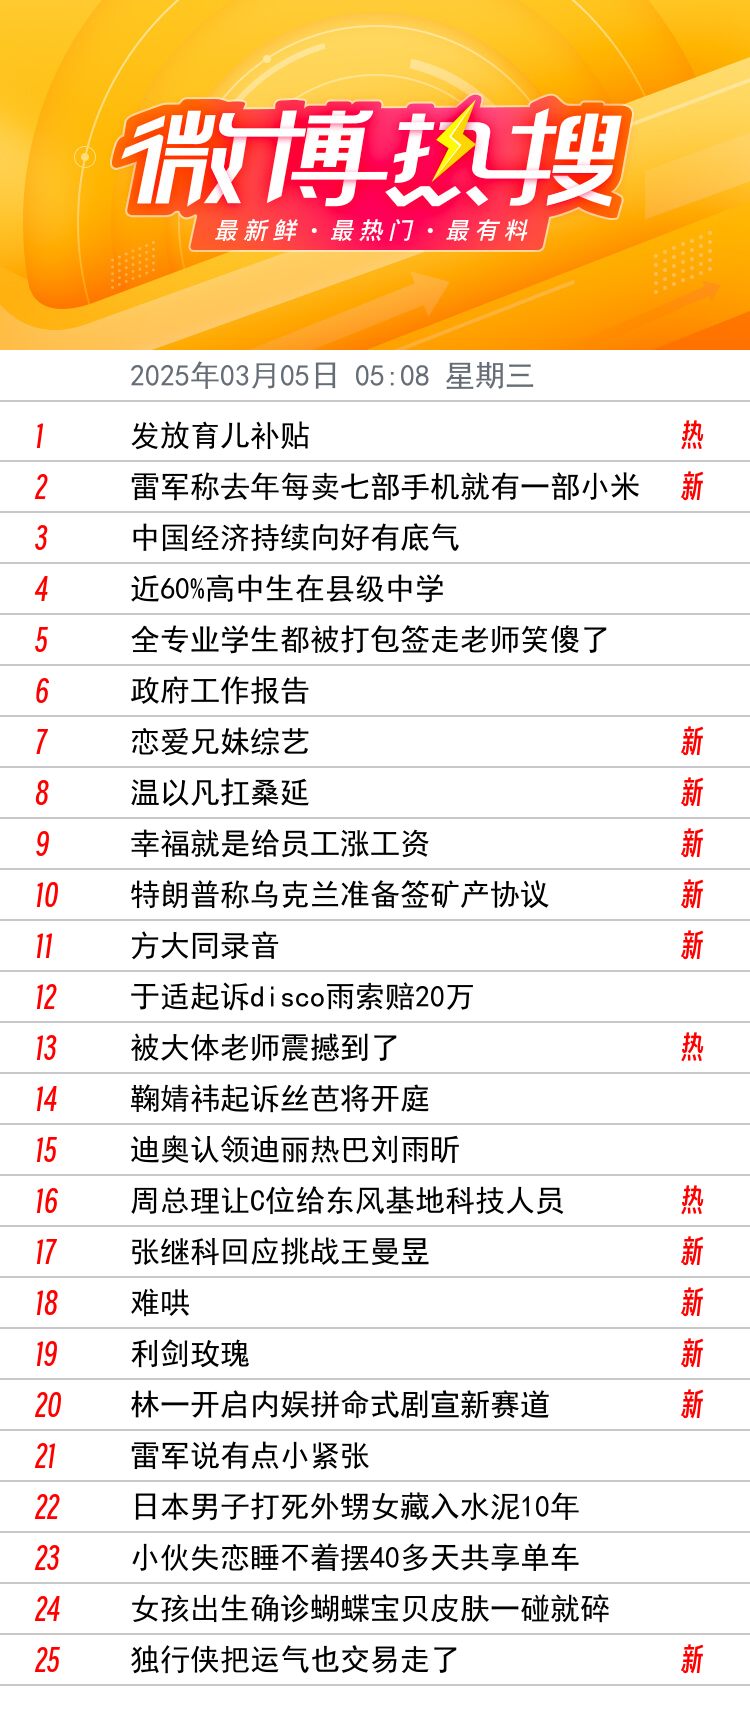 微博热搜
最新鲜·最热门·最有料
2025年03月05日 05:08 星期三
1 发放育儿补贴 热
2 雷军称去年每卖七部手机就有一部小米 新
3 中国经济持续向好有底气
4 近60%高中生在县级中学
5 全专业学生都被打包签走老师笑傻了
6 政府工作报告
7 恋爱兄妹综艺 新
8 温以凡扛桑延 新
9 幸福就是给员工涨工资 新
10 特朗普称乌克兰准备签矿产协议 新
11 方大同录音 新
12 于适起诉disco雨索赔20万
13 被大体老师震撼到了 热
14 鞠婧祎起诉丝芭将开庭
15 迪奥认领迪丽热巴刘雨昕
16 周总理让C位给东风基地科技人员 热
17 张继科回应挑战王曼昱 新
18 难哄 新
19 利剑玫瑰 新
20 林一开启内娱拼命式剧宣新赛道 新
21 雷军说有点小紧张
22 日本男子打死外甥女藏入水泥10年
23 小伙失恋睡不着摆40多天共享单车
24 女孩出生确诊蝴蝶宝贝皮肤一碰就碎
25 独行侠把运气也交易走了 新